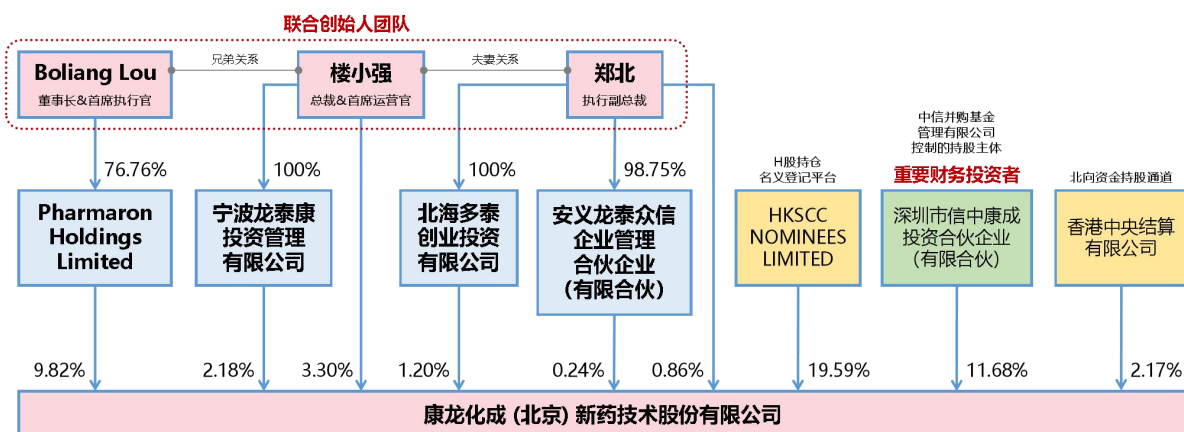 联合创始人团队
Boliang Lou
董事长&首席执行官
兄弟关系
楼小强
总裁&首席运营官
夫妻关系
郑北
执行副总裁
76.76%
100%
100%
98.75%
H股持仓
名义登记平台
中信并购基金
管理有限公司
控制的持股主体
重要财务投资者
北向资金持股通道
Pharmaron
Holdings
Limited
宁波龙泰康
投资管理
有限公司
北海多泰
创业投资
有限公司
安义龙泰众信
企业管理
合伙企业
（有限合伙）
HKSCC
NOMINEES
LIMITED
深圳市信中康成
投资合伙企业
（有限合伙）
香港中央结算
有限公司
9.82%
2.18%
3.30%
1.20%
0.24%
0.86%
19.59%
11.68%
2.17%
康龙化成 (北京) 新药技术股份有限公司